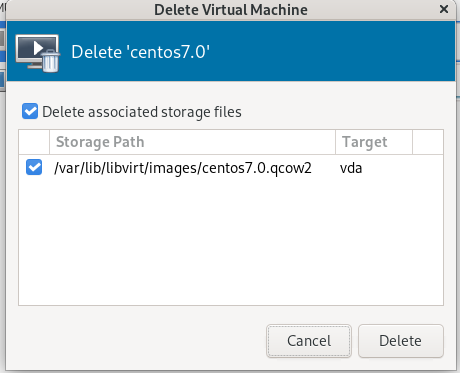 Delete Virtual Machine
Delete 'centos7.0'
Delete associated storage files
Storage Path Target
/var/lib/libvirt/images/centos7.0.qcow2 vda
Cancel Delete